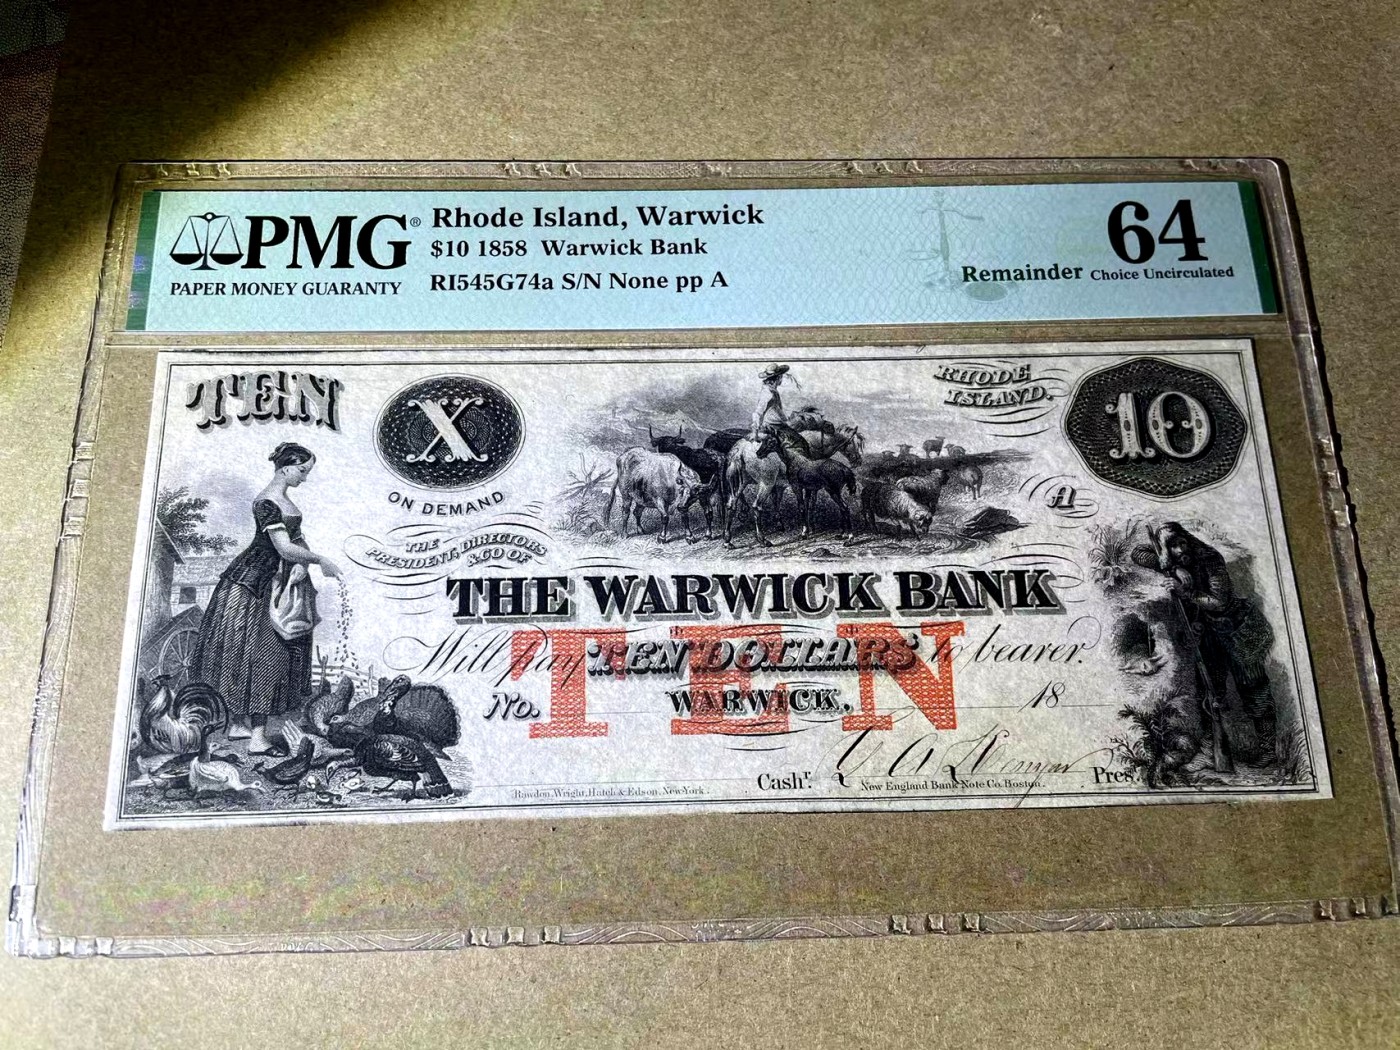 PMG®
PAPER MONEY GUARANTY
Rhode Island, Warwick
$10 1858 Warwick Bank
RI545G74a S/N None pp A
Remainder
64
Choice Uncirculated
TEN
X
ON DEMAND
RHODE
ISLAND.
10
A
THE
PRESIDENT, DIRECTORS
& CO OF
THE WARWICK BANK
TEN
Will pay TEN DOLLARS to bearer.
No. WARWICK. 18
Cashr. Pres.
Rawdon, Wright, Hatch & Edson, New-York.
New England Bank Note Co. Boston.